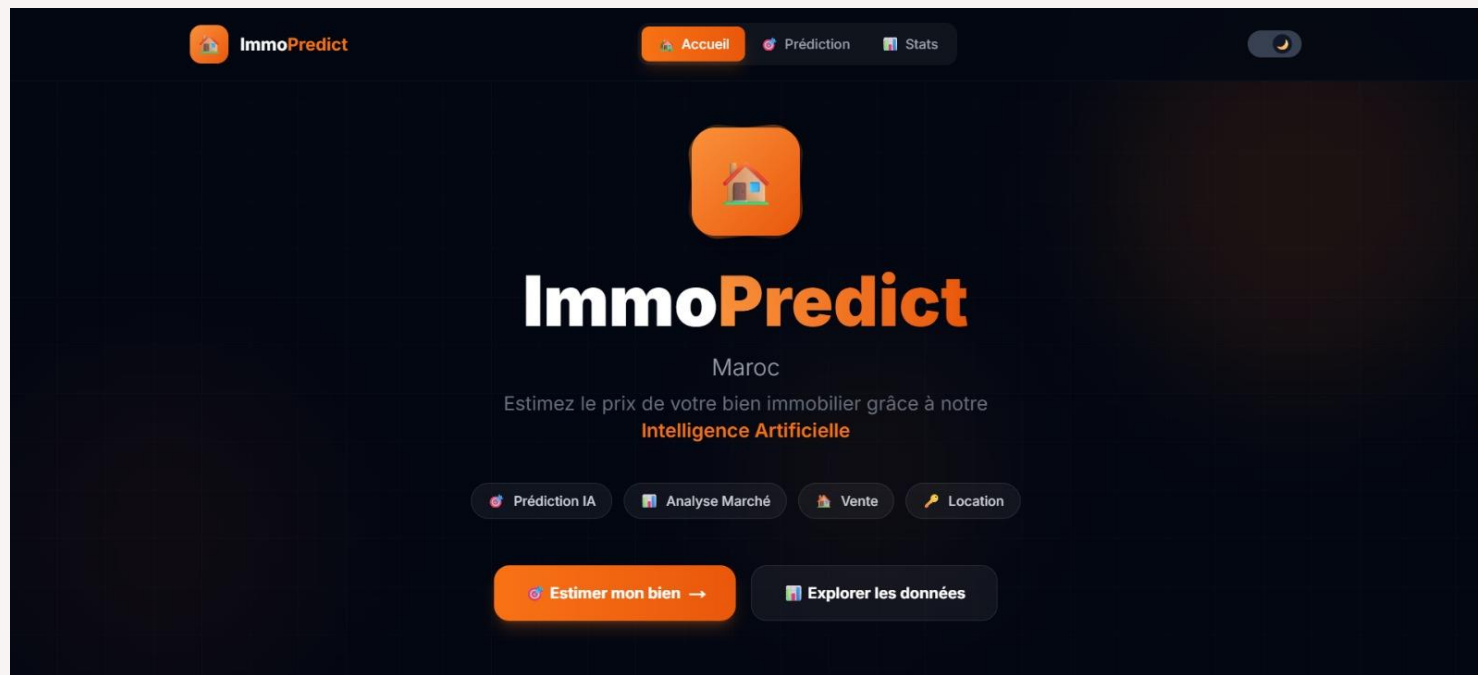 ImmoPredict
Accueil
Prédiction
Stats
ImmoPredict
Maroc
Estimez le prix de votre bien immobilier grâce à notre
Intelligence Artificielle
Prédiction IA
Analyse Marché
Vente
Location
Estimer mon bien →
Explorer les données